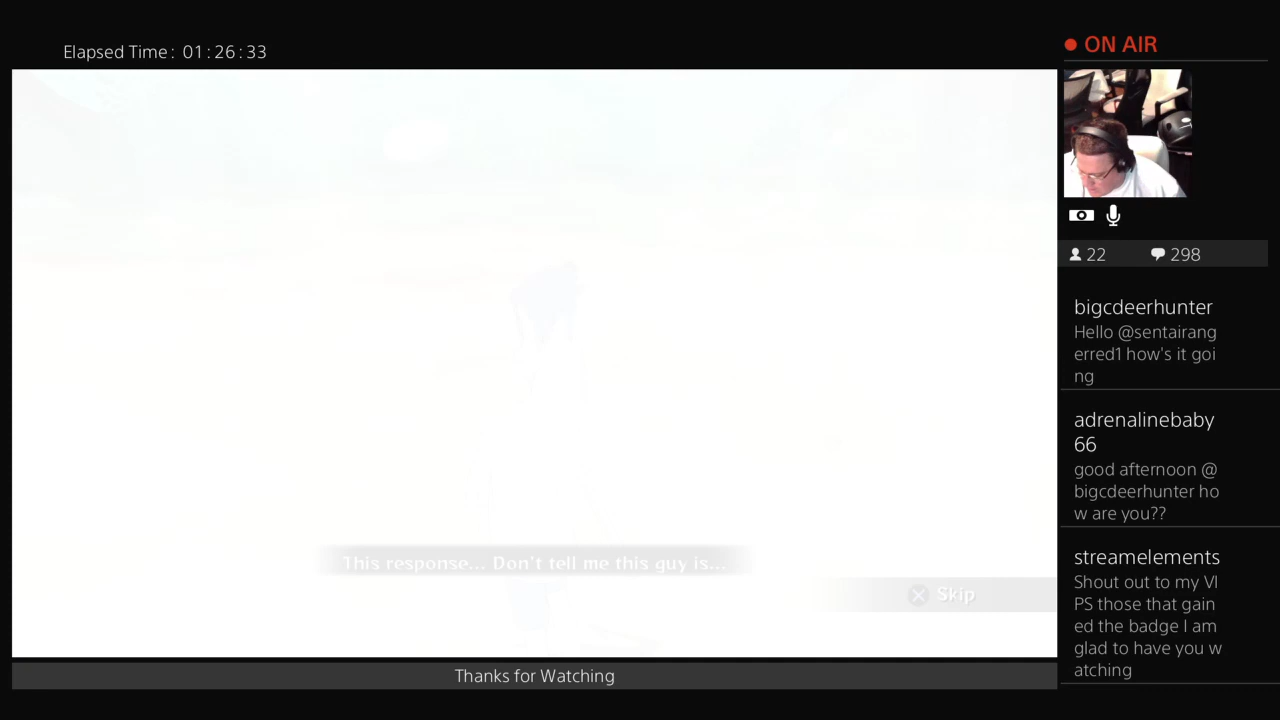 Elapsed Time: 01:26:33
ON AIR
22
298
bigcdeerhunter
Hello @sentairang
erred1 how's it goi
ng
adrenalinebaby
66
good afternoon @
bigcdeerhunter ho
w are you??
streamelements
Shout out to my VI
PS those that gain
ed the badge I am
glad to have you w
atching
This response... Don't tell me this guy is...
Skip
Thanks for Watching